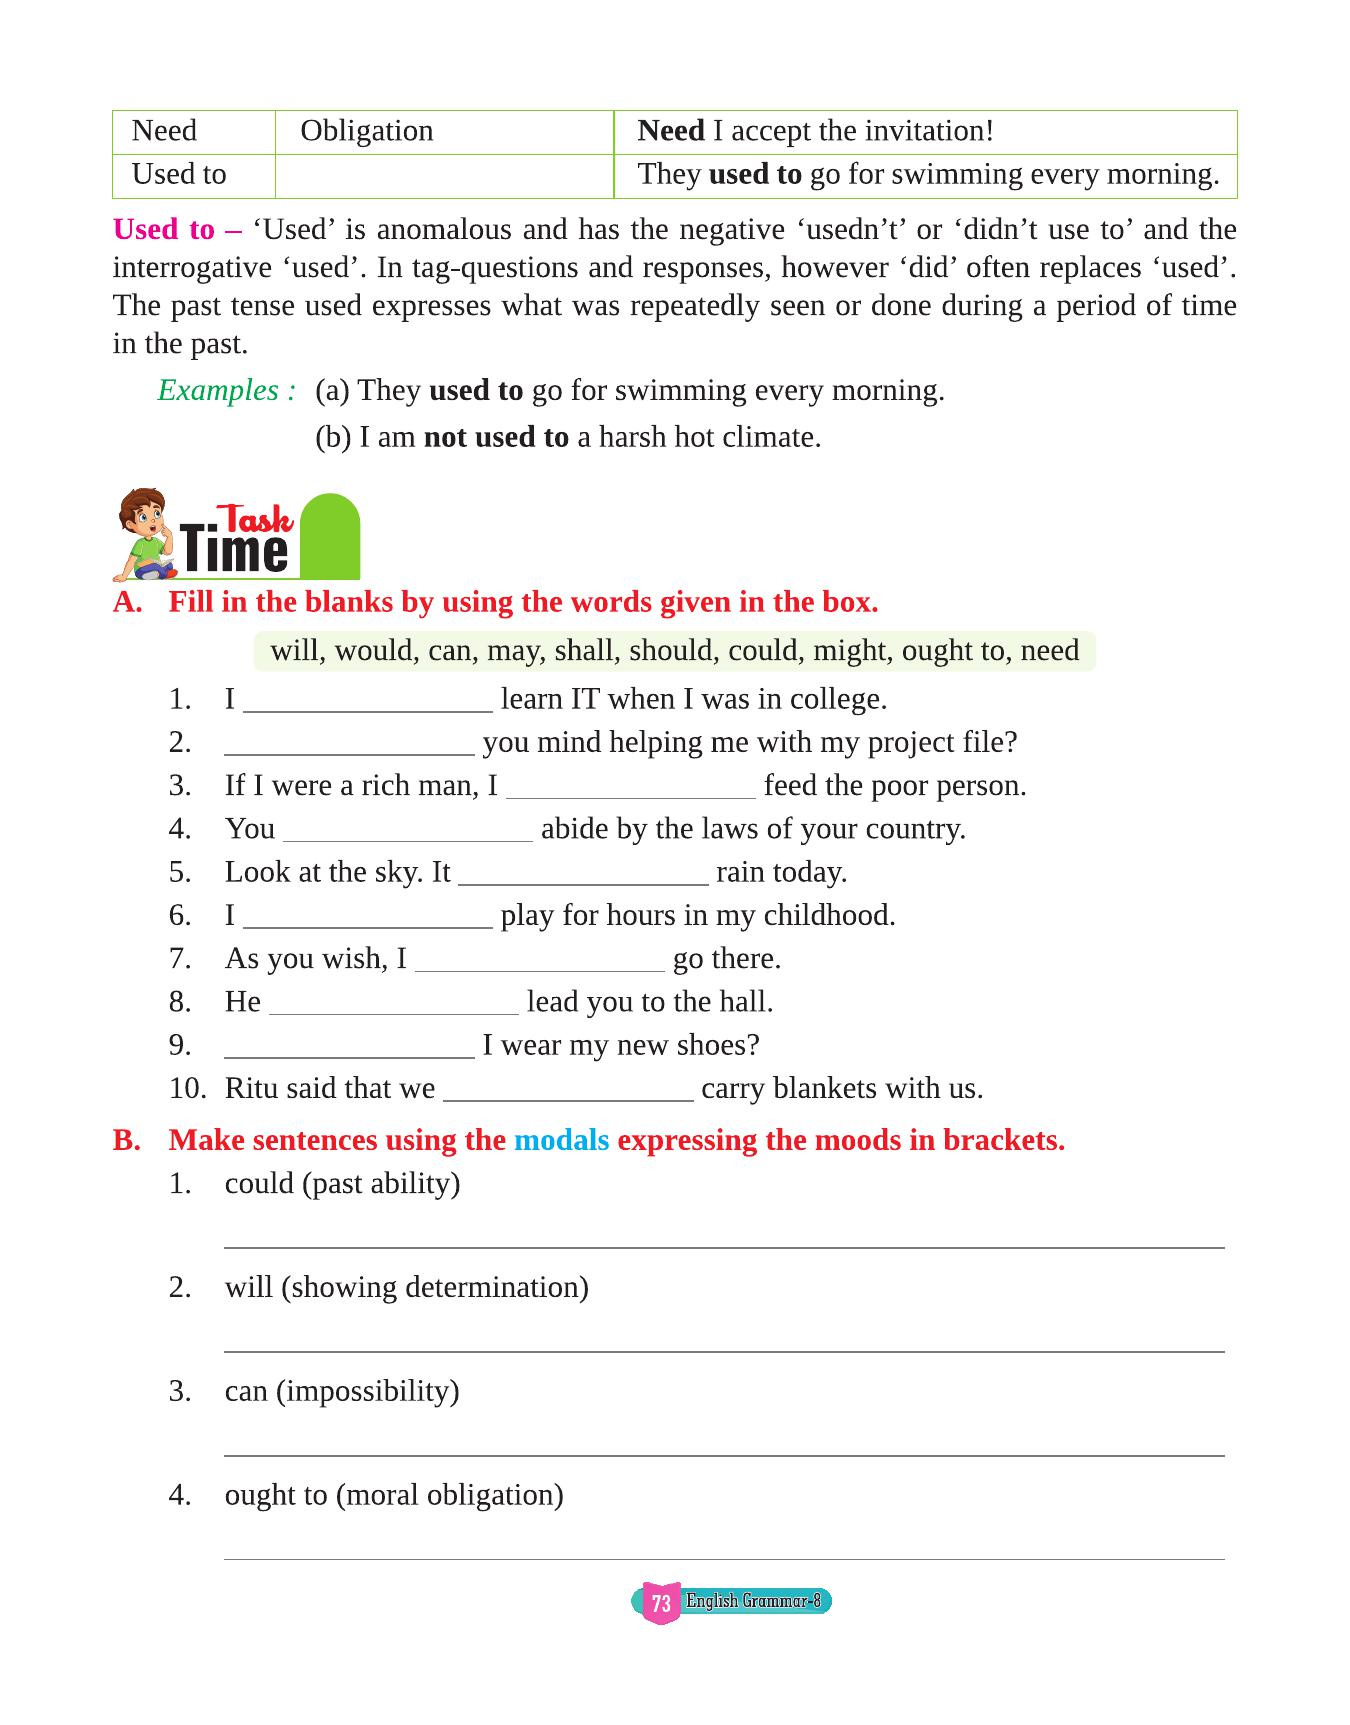 Need Obligation Need I accept the invitation!
Used to They used to go for swimming every morning.
Used to – ‘Used’ is anomalous and has the negative ‘usedn’t’ or ‘didn’t use to’ and the
interrogative ‘used’. In tag-questions and responses, however ‘did’ often replaces ‘used’.
The past tense used expresses what was repeatedly seen or done during a period of time
in the past.
Examples : (a) They used to go for swimming every morning.
(b) I am not used to a harsh hot climate.
Task
Time
A. Fill in the blanks by using the words given in the box.
will, would, can, may, shall, should, could, might, ought to, need
1. I ________________ learn IT when I was in college.
2. ________________ you mind helping me with my project file?
3. If I were a rich man, I ________________ feed the poor person.
4. You ________________ abide by the laws of your country.
5. Look at the sky. It ________________ rain today.
6. I ________________ play for hours in my childhood.
7. As you wish, I ________________ go there.
8. He ________________ lead you to the hall.
9. ________________ I wear my new shoes?
10. Ritu said that we ________________ carry blankets with us.
B. Make sentences using the modals expressing the moods in brackets.
1. could (past ability)
2. will (showing determination)
3. can (impossibility)
4. ought to (moral obligation)
73 English Grammar-8